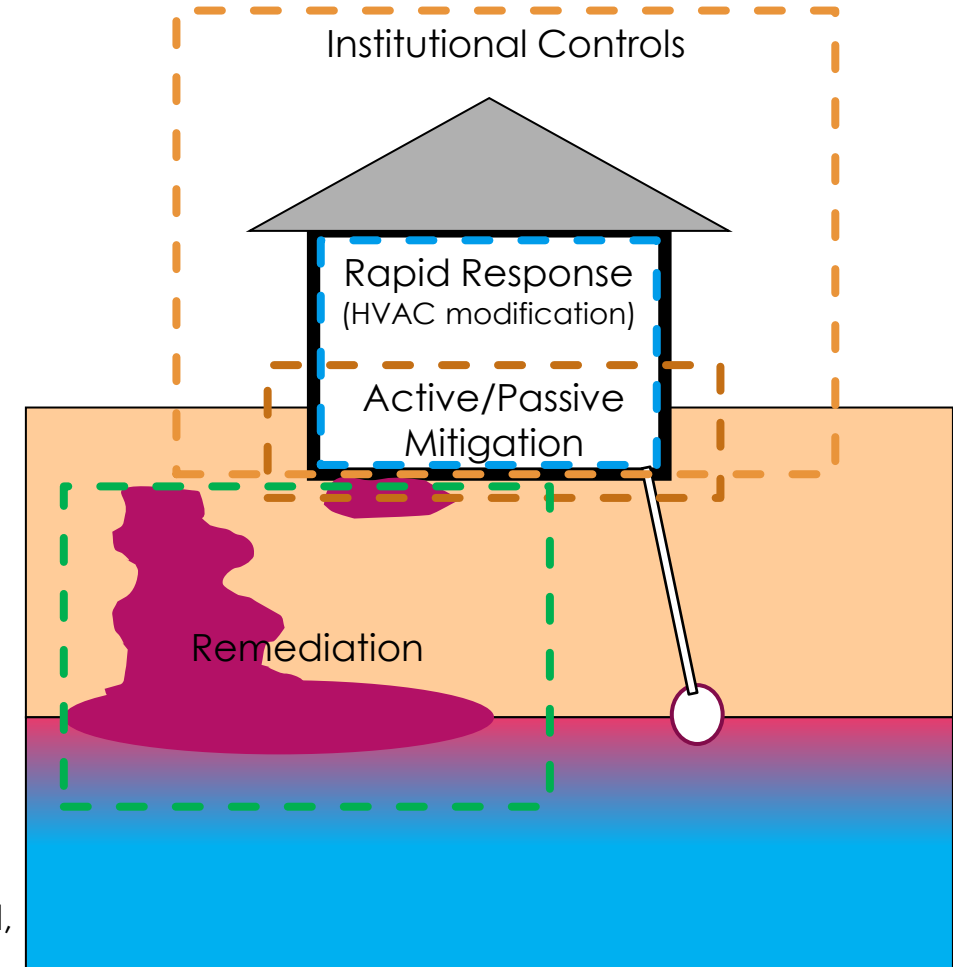 Institutional Controls
Rapid Response
(HVAC modification)
Active/Passive
Mitigation
Remediation